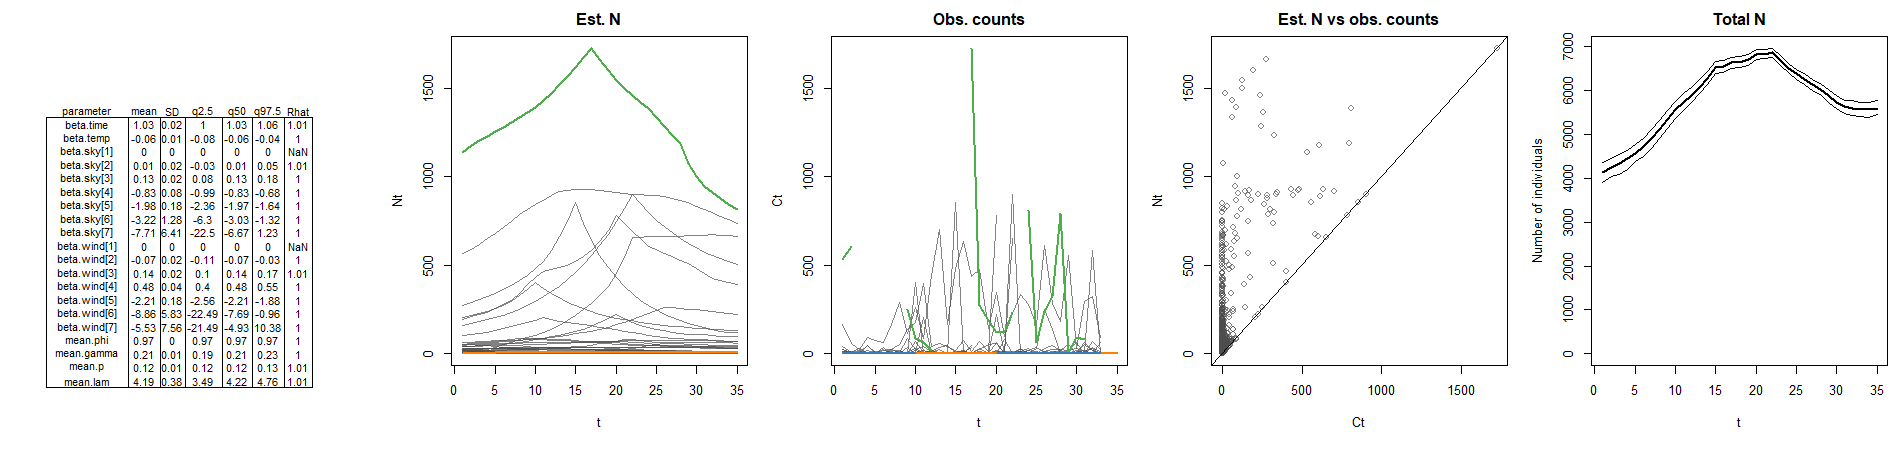 parameter mean SD q2.5 q50 q97.5 Rhat
beta.time 1.03 0.02 1 1.03 1.06 1.01
beta.temp -0.06 0.01 -0.08 -0.06 -0.04 1
beta.sky[1] 0 0 0 0 0 NaN
beta.sky[2] 0.01 0.02 -0.03 0.01 0.05 1.01
beta.sky[3] 0.13 0.02 0.08 0.13 0.18 1
beta.sky[4] -0.83 0.08 -0.99 -0.83 -0.68 1
beta.sky[5] -1.98 0.18 -2.36 -1.97 -1.64 1
beta.sky[6] -3.22 1.28 -6.3 -3.03 -1.32 1
beta.sky[7] -7.71 6.41 -22.5 -6.67 1.23 1
beta.wind[1] 0 0 0 0 0 NaN
beta.wind[2] -0.07 0.02 -0.11 -0.07 -0.03 1
beta.wind[3] 0.14 0.02 0.1 0.14 0.17 1.01
beta.wind[4] 0.48 0.04 0.4 0.48 0.55 1
beta.wind[5] -2.21 0.18 -2.56 -2.21 -1.88 1
beta.wind[6] -8.86 5.83 -22.49 -7.69 -0.96 1
beta.wind[7] -5.53 7.56 -21.49 -4.93 10.38 1
mean.phi 0.97 0 0.97 0.97 0.97 1
mean.gamma 0.21 0.01 0.19 0.21 0.23 1
mean.p 0.12 0.01 0.12 0.12 0.13 1
mean.lam 4.19 0.38 3.49 4.22 4.76 1.01
Est. N
Nt
0 500 1000 1500
0 5 10 15 20 25 30 35
t
Obs. counts
Ct
0 500 1000 1500
0 5 10 15 20 25 30 35
t
Est. N vs obs. counts
Nt
0 500 1000 1500
0 500 1000 1500
Ct
Total N
Number of individuals
0 1000 2000 3000 4000 5000 6000 7000
0 5 10 15 20 25 30 35
t